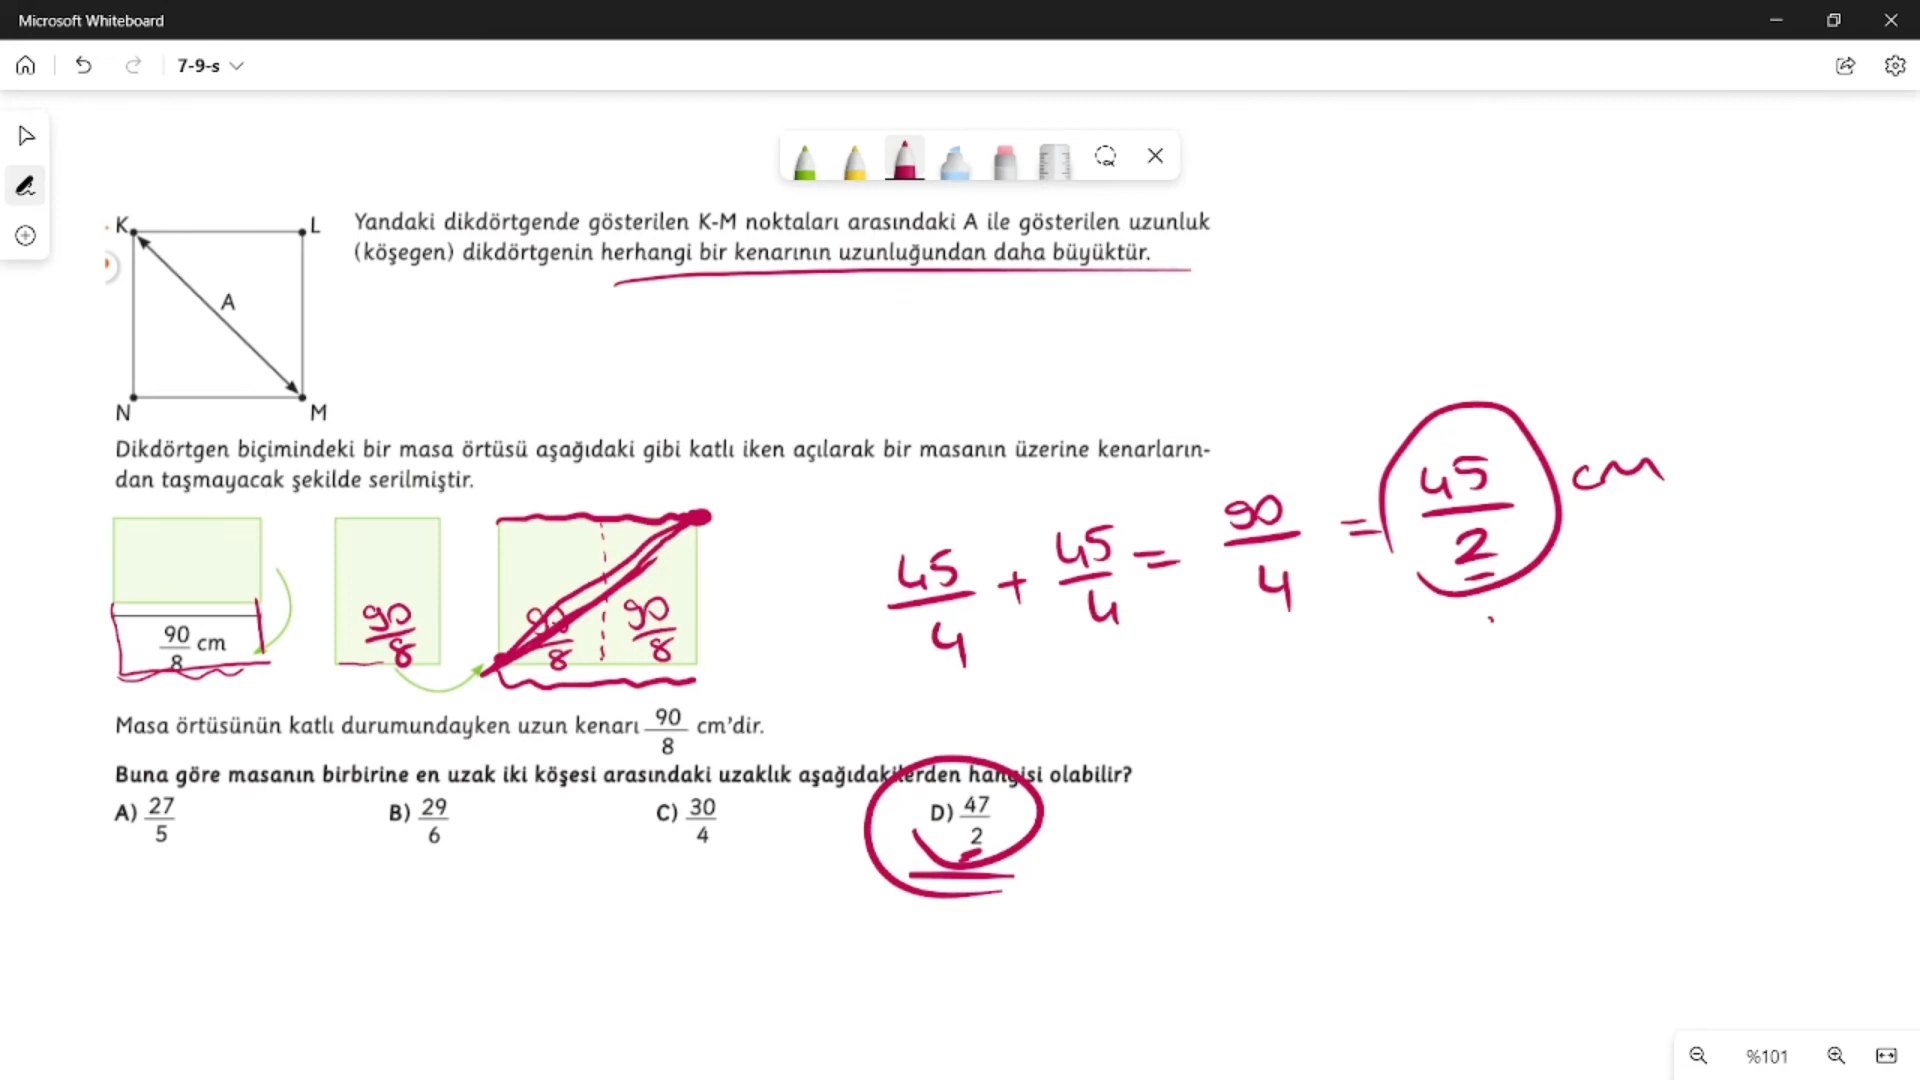 Microsoft Whiteboard
7-9-s
K
L
A
N
M
Yandaki dikdörtgende gösterilen K-M noktaları arasındaki A ile gösterilen uzunluk
(köşegen) dikdörtgenin herhangi bir kenarının uzunluğundan daha büyüktür.
Dikdörtgen biçimindeki bir masa örtüsü aşağıdaki gibi katlı iken açılarak bir masanın üzerine kenarların-
dan taşmayacak şekilde serilmiştir.
90/8 cm
90/8
90/8
90/8
45/4 + 45/4 = 90/4 = 45/2 cm
Masa örtüsünün katlı durumundayken uzun kenarı 90/8 cm'dir.
Buna göre masanın birbirine en uzak iki köşesi arasındaki uzaklık aşağıdakilerden hangisi olabilir?
A) 27/5 B) 29/6 C) 30/4 D) 47/2
%101